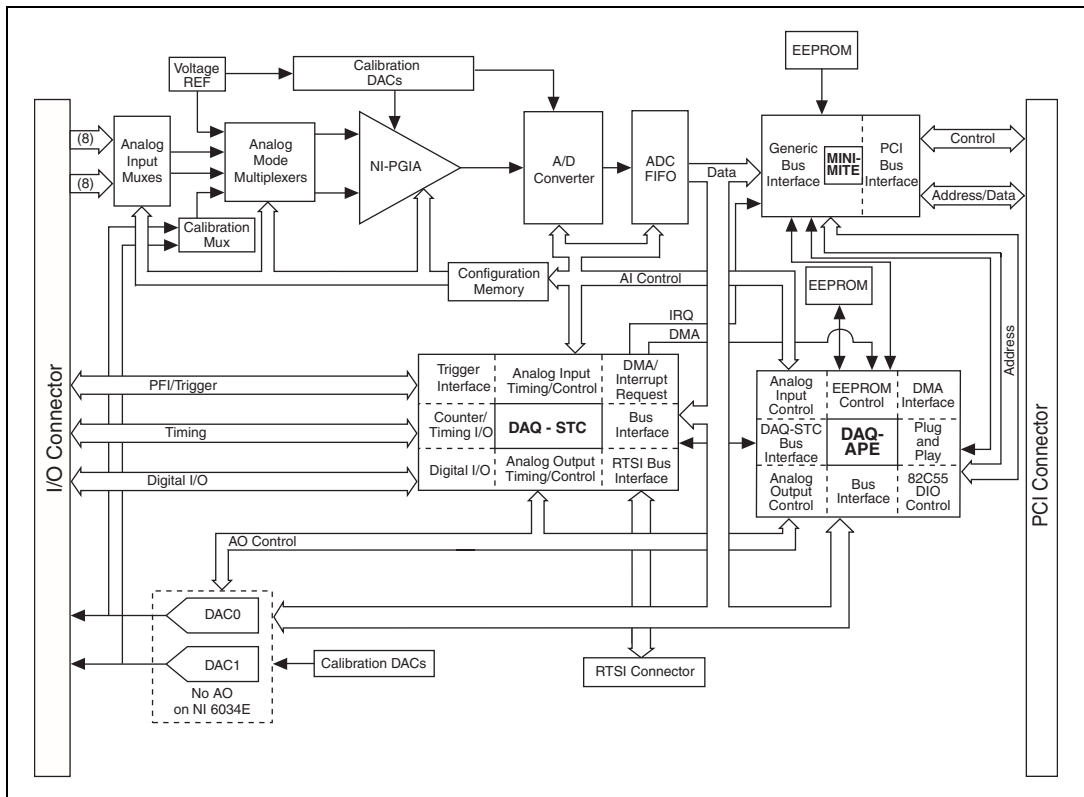 EEPROM
Voltage
REF
Calibration
DACs
(8)
(8)
Analog
Input
Muxes
Analog
Mode
Multiplexers
NI-PGIA
A/D
Converter
ADC
FIFO
Data
Generic
Bus
Interface
MINI-
MITE
PCI
Bus
Interface
Control
Address/Data
Calibration
Mux
Configuration
Memory
AI Control
EEPROM
IRQ
DMA
Address
I/O Connector
PCI Connector
PFI/Trigger
Timing
Digital I/O
Trigger
Interface
Analog Input
Timing/Control
DMA/
Interrupt
Request
Counter/
Timing I/O
DAQ - STC
Bus
Interface
Digital I/O
Analog Output
Timing/Control
RTSI Bus
Interface
Analog
Input
Control
EEPROM
Control
DMA
Interface
DAQ-STC
Bus
Interface
DAQ-
APE
Plug
and
Play
Analog
Output
Control
Bus
Interface
82C55
DIO
Control
AO Control
DAC0
DAC1
No AO
on NI 6034E
Calibration DACs
RTSI Connector